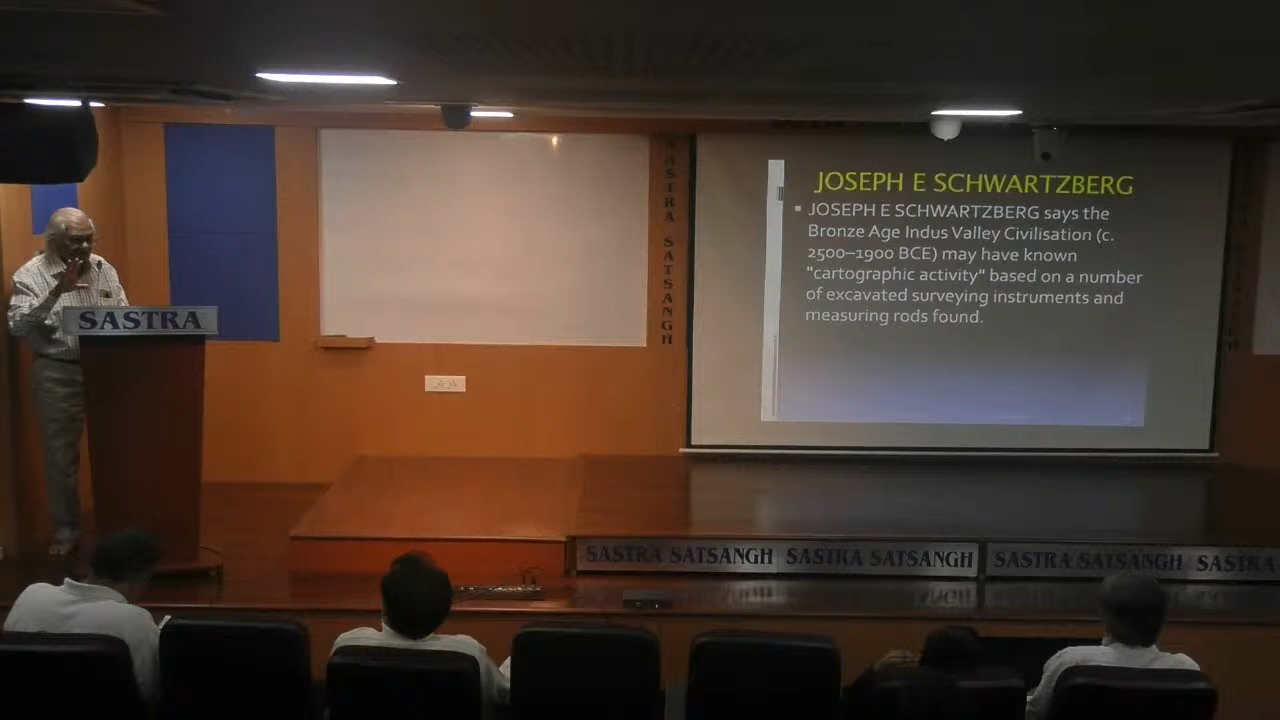 SASTRA
SASTRA SATSANGH
JOSEPH E SCHWARTZBERG
JOSEPH E SCHWARTZBERG says the
Bronze Age Indus Valley Civilisation (c.
2500–1900 BCE) may have known
"cartographic activity" based on a number
of excavated surveying instruments and
measuring rods found.
SASTRA SATSANGH SASTRA SATSANGH SASTRA SATSANGH SASTRA